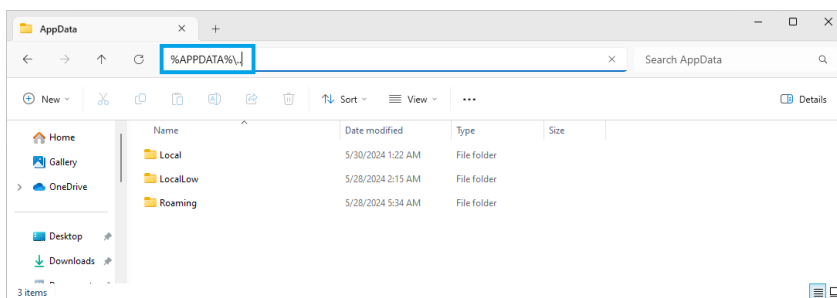 AppData
%APPDATA%\..
Search AppData
New
Sort
View
Details
Name Date modified Type Size
Home
Gallery
OneDrive
Desktop
Downloads
Local 5/30/2024 1:22 AM File folder
LocalLow 5/28/2024 2:15 AM File folder
Roaming 5/28/2024 5:34 AM File folder
3 items